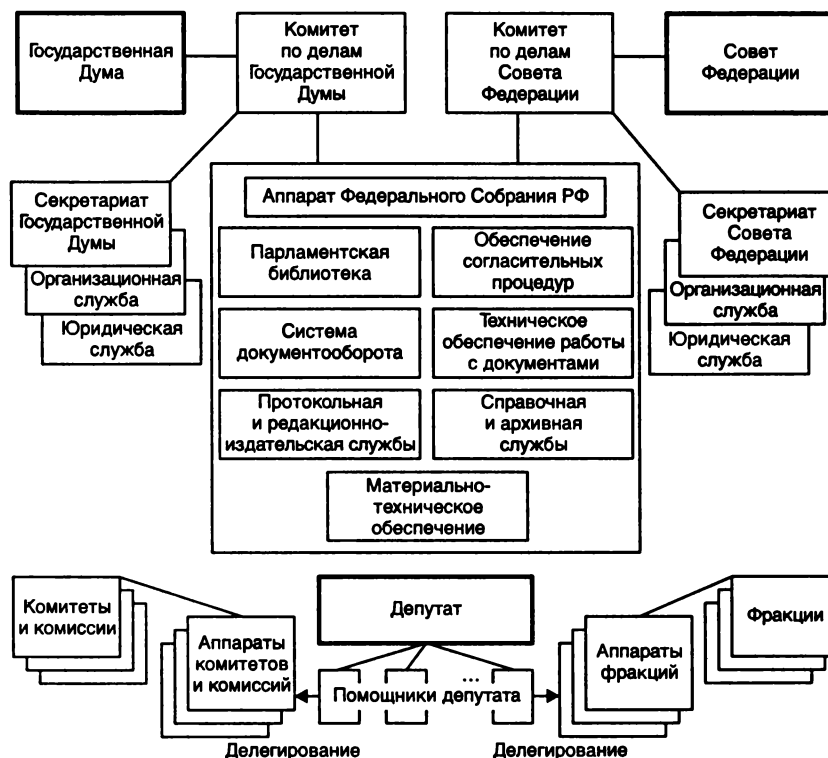 Государственная
Дума
Комитет
по делам
Государственной
Думы
Комитет
по делам
Совета
Федерации
Совет
Федерации
Секретариат
Государственной
Думы
Организационная
служба
Юридическая
служба
Аппарат Федерального Собрания РФ
Парламентская
библиотека
Обеспечение
согласительных
процедур
Система
документооборота
Техническое
обеспечение работы
с документами
Протокольная
и редакционно-
издательская службы
Справочная
и архивная
службы
Материально-
техническое
обеспечение
Секретариат
Совета
Федерации
Организационная
служба
Юридическая
служба
Комитеты
и комиссии
Аппараты
комитетов
и комиссий
Депутат
...
Помощники депутата
Аппараты
фракций
Фракции
Делегирование
Делегирование